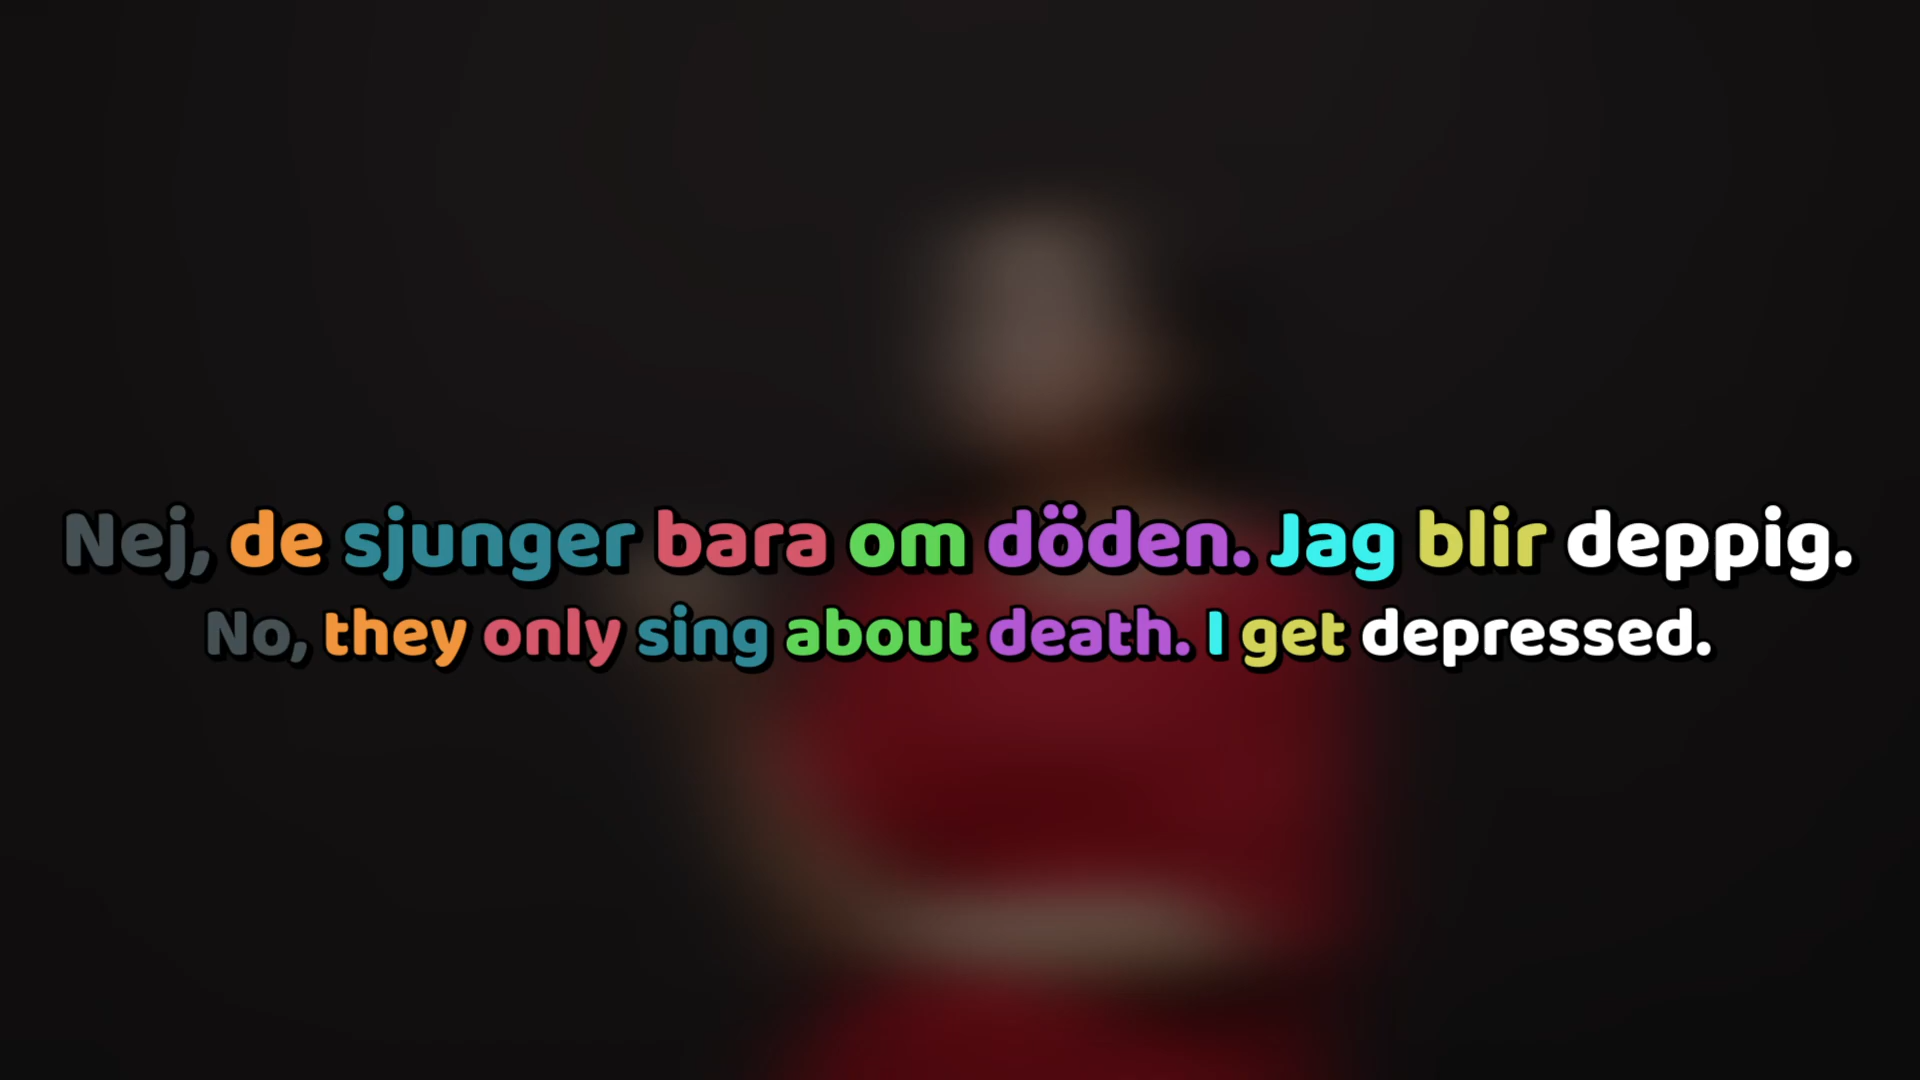 Nej, de sjunger bara om döden. Jag blir deppig.
No, they only sing about death. I get depressed.